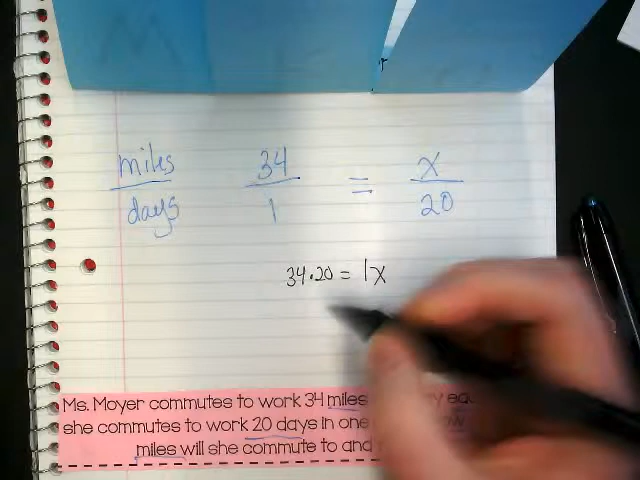 miles 34 = x
days 1 20
34·20 = 1x
Ms. Moyer commutes to work 34 miles
she commutes to work 20 days in one
miles will she commute to and